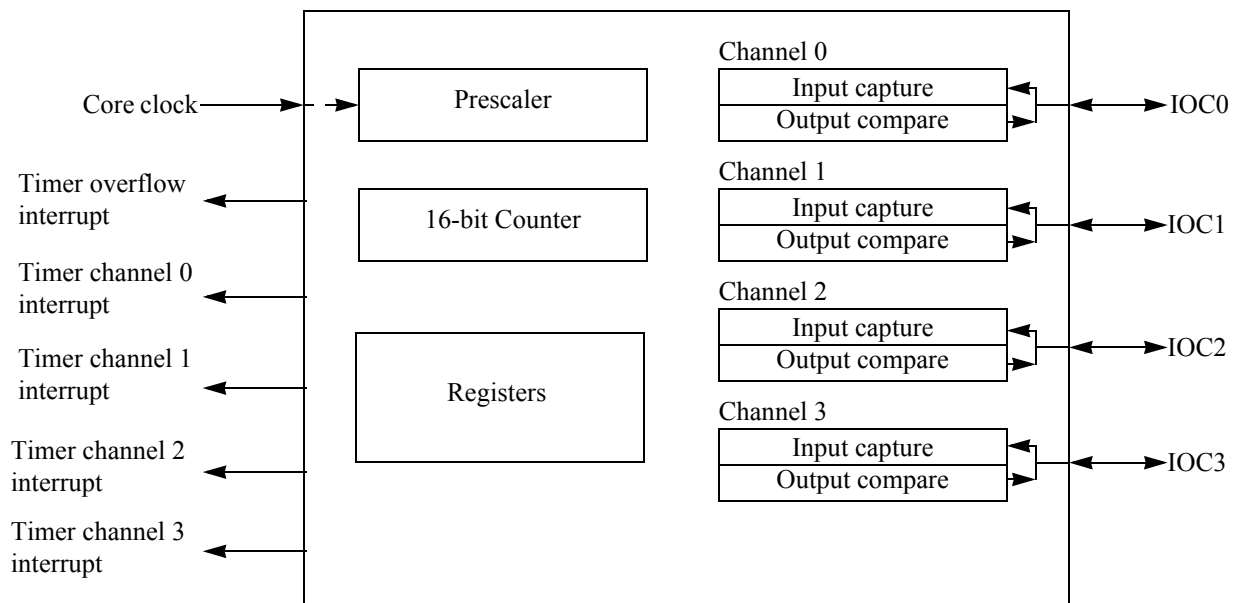 Core clock
Timer overflow
interrupt
Timer channel 0
interrupt
Timer channel 1
interrupt
Timer channel 2
interrupt
Timer channel 3
interrupt
Prescaler
16-bit Counter
Registers
Channel 0
Input capture
Output compare
Channel 1
Input capture
Output compare
Channel 2
Input capture
Output compare
Channel 3
Input capture
Output compare
IOC0
IOC1
IOC2
IOC3